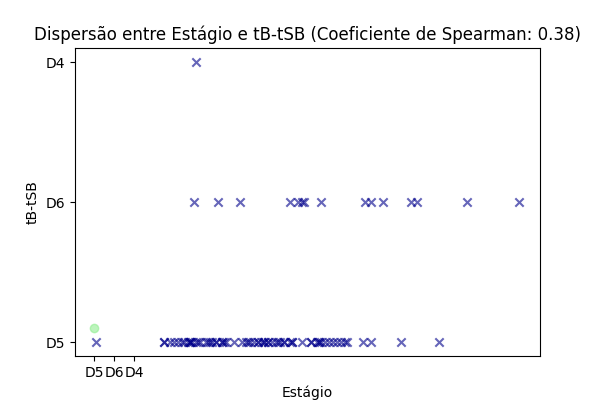 Dispersão entre Estágio e tB-tSB (Coeficiente de Spearman: 0.38)
D4
D6
D5
tB-tSB
D5 D6 D4
Estágio